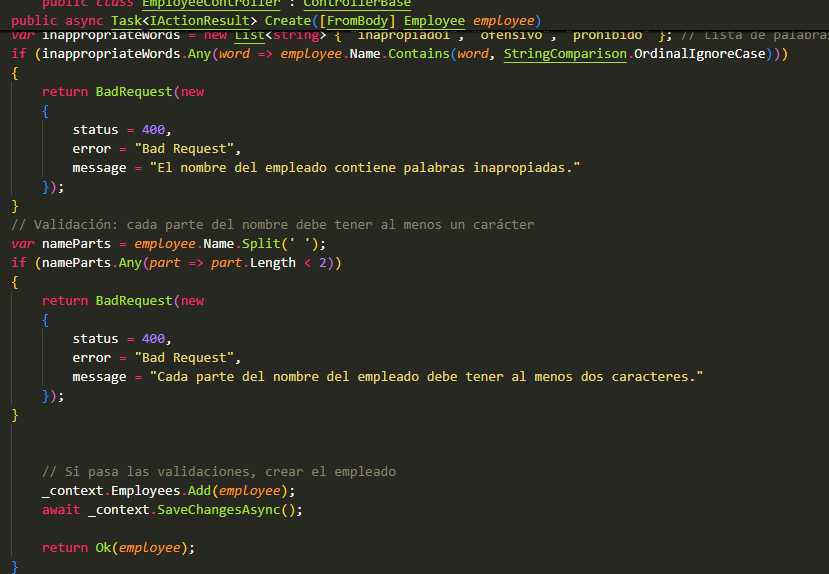 public class EmployeeController : ControllerBase
public async Task<IActionResult> Create([FromBody] Employee employee)
var inappropriateWords = new List<string> { "inapropiado1", "ofensivo", "prohibido" }; // Lista de palabras
if (inappropriateWords.Any(word => employee.Name.Contains(word, StringComparison.OrdinalIgnoreCase)))
{
return BadRequest(new
{
status = 400,
error = "Bad Request",
message = "El nombre del empleado contiene palabras inapropiadas."
});
}
// Validación: cada parte del nombre debe tener al menos un carácter
var nameParts = employee.Name.Split(' ');
if (nameParts.Any(part => part.Length < 2))
{
return BadRequest(new
{
status = 400,
error = "Bad Request",
message = "Cada parte del nombre del empleado debe tener al menos dos caracteres."
});
}
// Si pasa las validaciones, crear el empleado
_context.Employees.Add(employee);
await _context.SaveChangesAsync();
return Ok(employee);
}